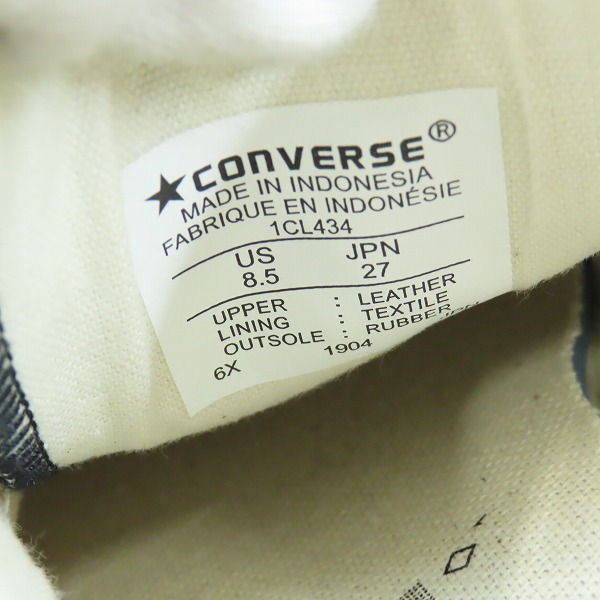 ★CONVERSE®
MADE IN INDONESIA
FABRIQUE EN INDONÉSIE
1CL434
US JPN
8.5 27
UPPER : LEATHER
LINING : TEXTILE
OUTSOLE : RUBBER
6X 1904